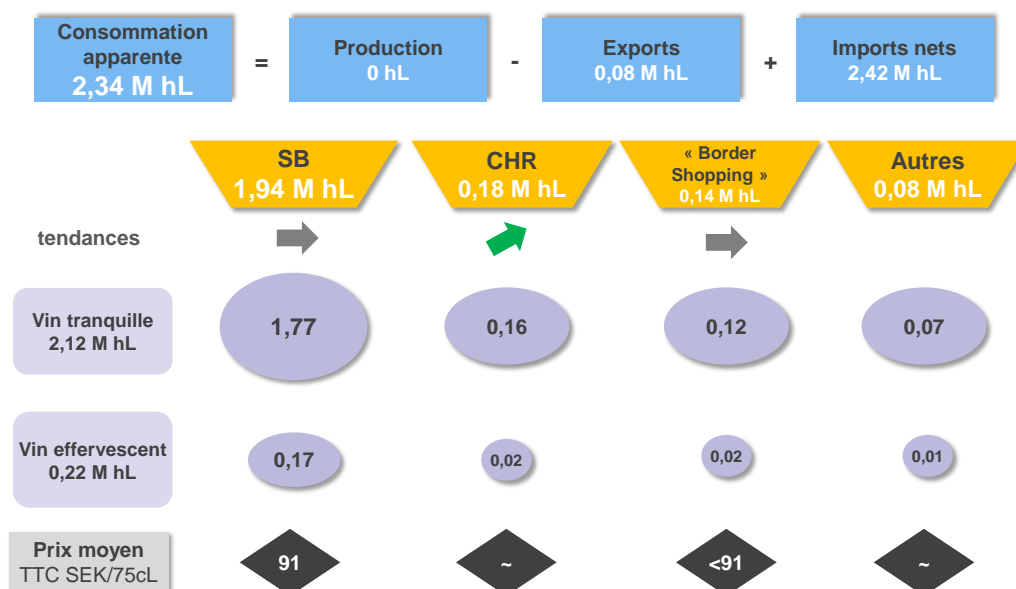 Consommation
apparente
2,34 M hL
=
Production
0 hL
-
Exports
0,08 M hL
+
Imports nets
2,42 M hL
SB
1,94 M hL
CHR
0,18 M hL
« Border
Shopping »
0,14 M hL
Autres
0,08 M hL
tendances
Vin tranquille
2,12 M hL
1,77
0,16
0,12
0,07
Vin effervescent
0,22 M hL
0,17
0,02
0,02
0,01
Prix moyen
TTC SEK/75cL
91
~
<91
~